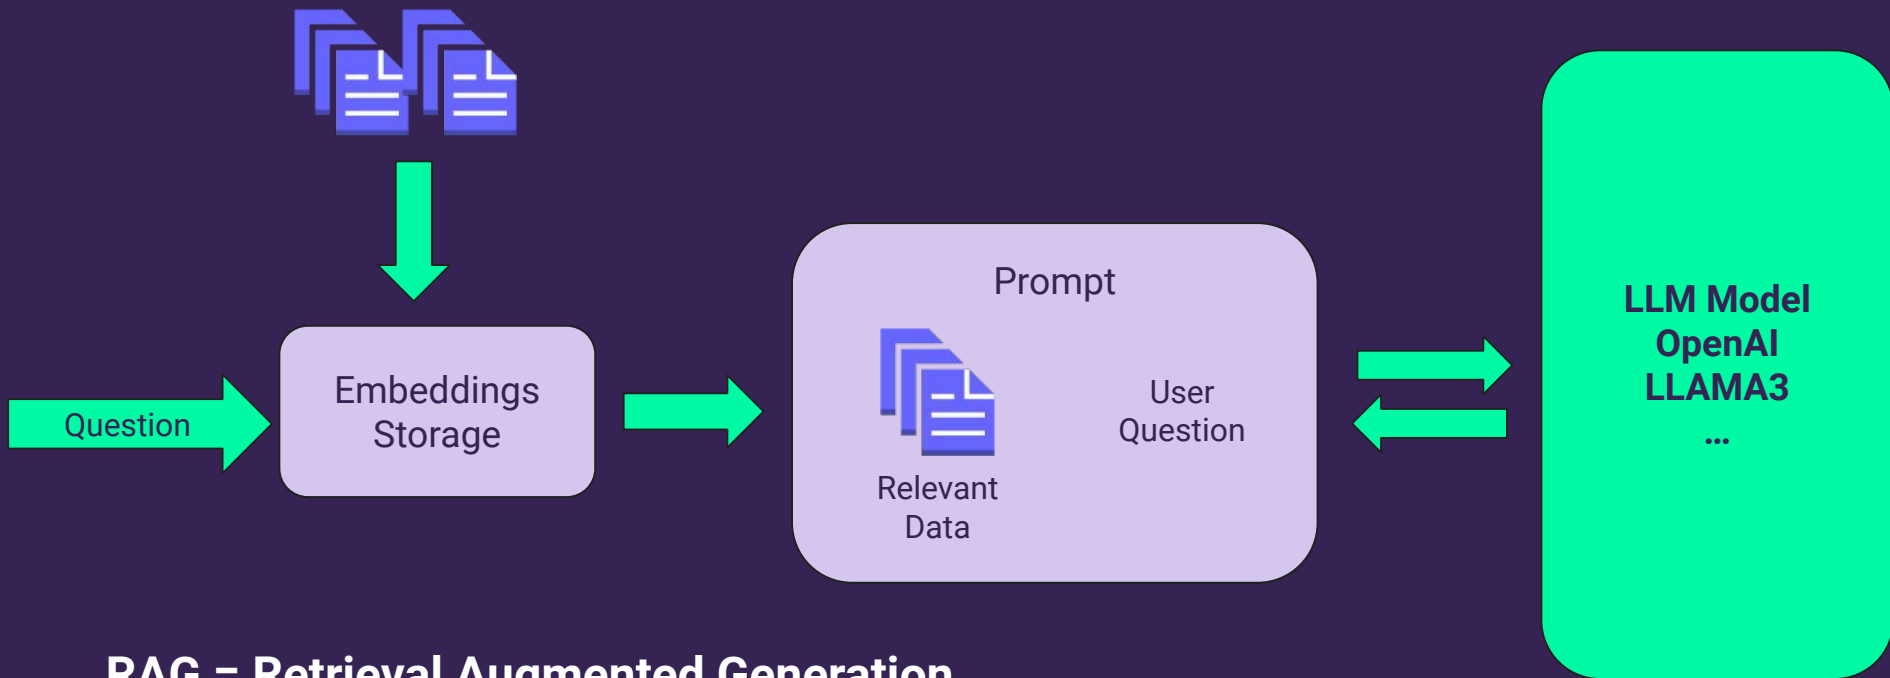 Question
Embeddings
Storage
Prompt
Relevant
Data
User
Question
LLM Model
OpenAI
LLAMA3
...
RAG = Retrieval Augmented Generation